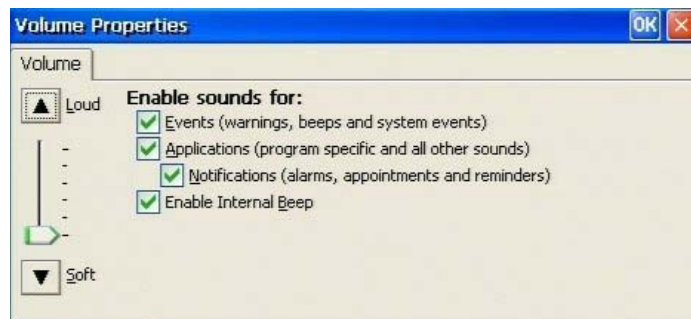 Volume Properties
OK
Volume
Loud
Enable sounds for:
Events (warnings, beeps and system events)
Applications (program specific and all other sounds)
Notifications (alarms, appointments and reminders)
Enable Internal Beep
Soft